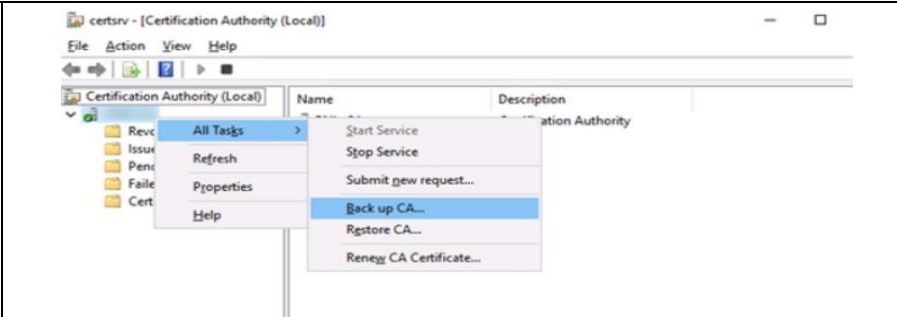 certsrv - [Certification Authority (Local)]
File Action View Help
Certification Authority (Local)
Name Description
ation Authority
Revo
Issue
Pend
Faile
Cert
All Tasks >
Refresh
Properties
Help
Start Service
Stop Service
Submit new request...
Back up CA...
Restore CA...
Renew CA Certificate...